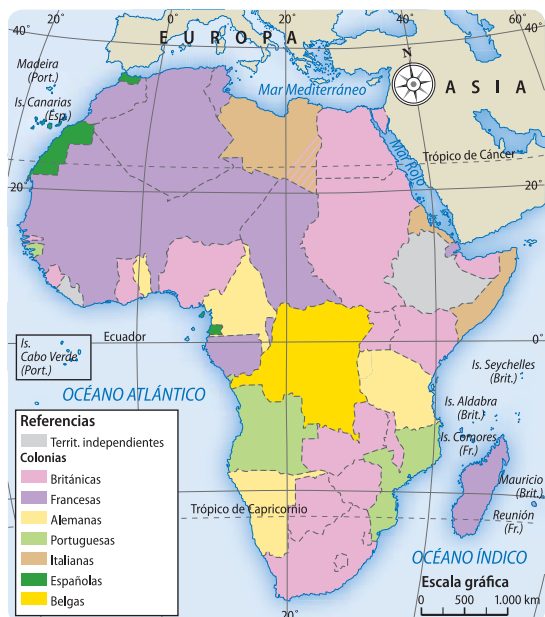 40°
20°
0°
20°
40°
60°
EUROPA
N
ASIA
Madeira
(Port.)
Is. Canarias
(Esp.)
Mar Mediterráneo
Mar Rojo
Trópico de Cáncer
20°
20°
Ecuador
0°
Is.
Cabo Verde
(Port.)
Is. Seychelles
(Brit.)
OCÉANO ATLÁNTICO
Is. Aldabra
(Brit.)
Is. Comores
(Fr.)
Mauricio
(Brit.)
Reunión
(Fr.)
Trópico de Capricornio
OCÉANO ÍNDICO
Referencias
Territ. independientes
Colonias
Británicas
Francesas
Alemanas
Portuguesas
Italianas
Españolas
Belgas
Escala gráfica
0 500 1.000 km
20°